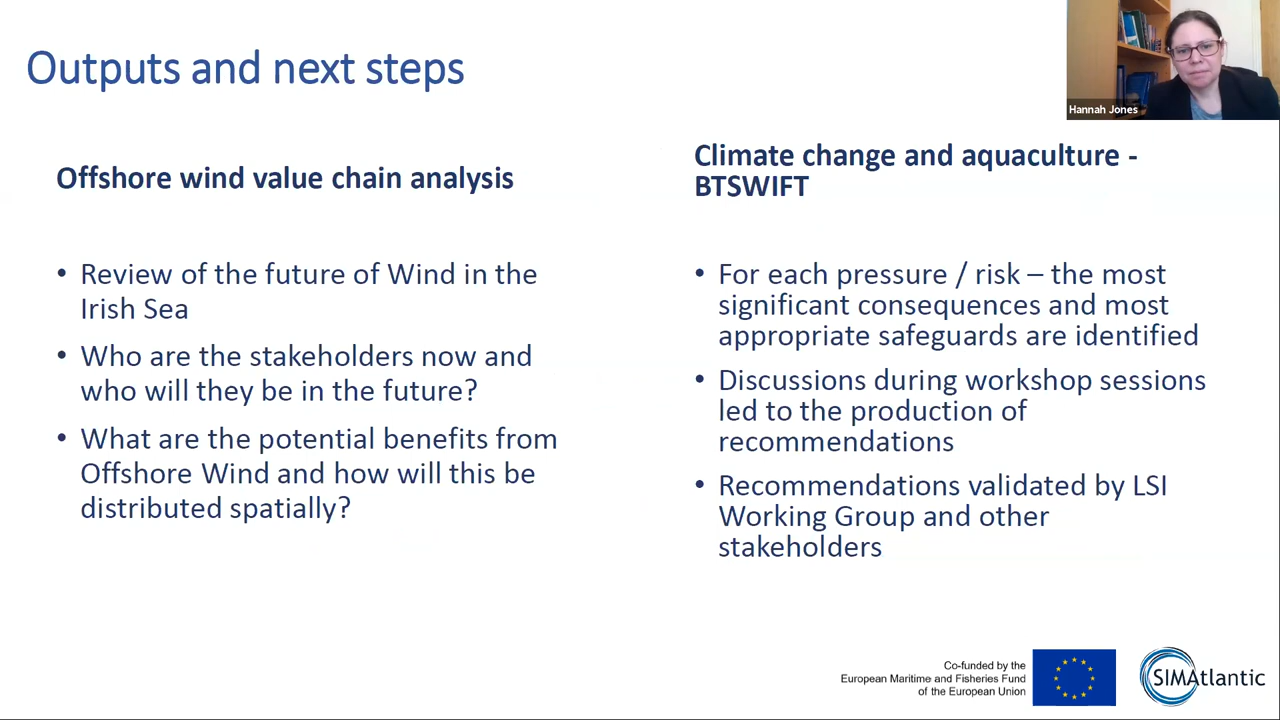 Outputs and next steps
Hannah Jones
Offshore wind value chain analysis
• Review of the future of Wind in the
Irish Sea
• Who are the stakeholders now and
who will they be in the future?
• What are the potential benefits from
Offshore Wind and how will this be
distributed spatially?
Climate change and aquaculture -
BTSWIFT
• For each pressure / risk – the most
significant consequences and most
appropriate safeguards are identified
• Discussions during workshop sessions
led to the production of
recommendations
• Recommendations validated by LSI
Working Group and other
stakeholders
Co-funded by the
European Maritime and Fisheries Fund
of the European Union
SIMAtlantic